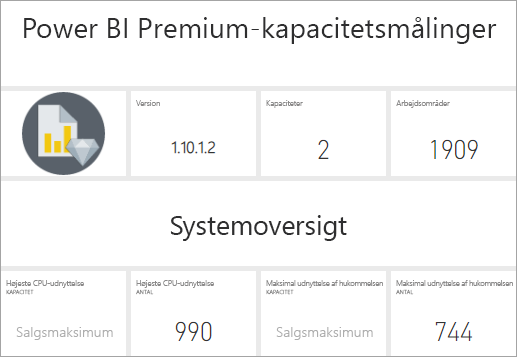 Power BI Premium-kapacitetsmålinger
Version
Kapaciteter
Arbejdsområder
1.10.1.2
2
1909
Systemoversigt
Højeste CPU-udnyttelse
KAPACITET
Højeste CPU-udnyttelse
ANTAL
Maksimal udnyttelse af hukommelsen
KAPACITET
Maksimal udnyttelse af hukommelsen
ANTAL
Salgsmaksimum
990
Salgsmaksimum
744